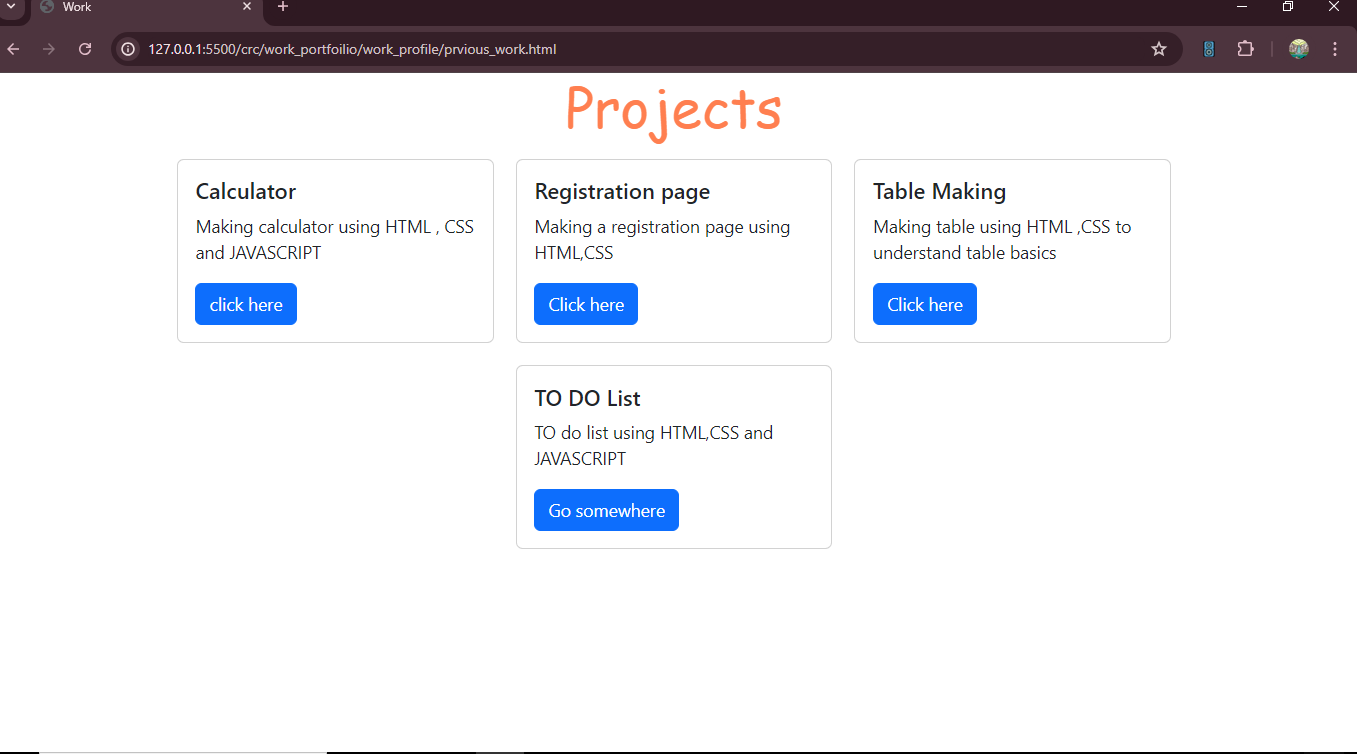 Work
127.0.0.1:5500/crc/work_portfoilio/work_profile/prvious_work.html
Projects
Calculator
Making calculator using HTML , CSS
and JAVASCRIPT
click here
Registration page
Making a registration page using
HTML,CSS
Click here
Table Making
Making table using HTML ,CSS to
understand table basics
Click here
TO DO List
TO do list using HTML,CSS and
JAVASCRIPT
Go somewhere